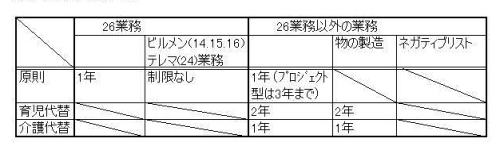 26業務 26業務以外の業務
ビルメン(14.15.16) 物の製造 ネガティブリスト
テレマ(24)業務
原則 1年 制限なし 1年(プロジェクト
型は3年まで)
育児代替 2年 2年
介護代替 1年 1年